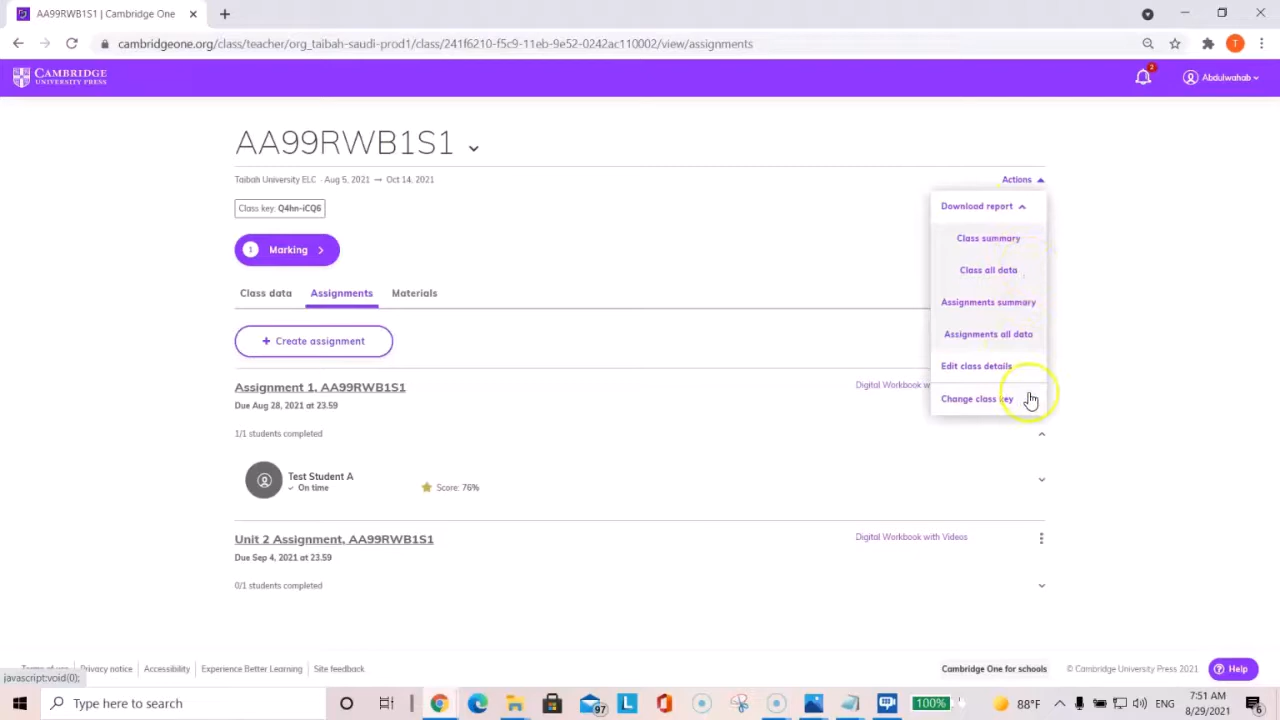 AA99RWB1S1 | Cambridge One
cambridgeone.org/class/teacher/org_taibah-saudi-prod1/class/241f6210-f5c9-11eb-9e52-0242ac110002/view/assignments
T
CAMBRIDGE
UNIVERSITY PRESS
2
Abdulwahab
AA99RWB1S1
Taibah University ELC · Aug 5, 2021 → Oct 14, 2021
Actions
Class key: Q4hn-iCQ6
Download report
Class summary
Class all data
Assignments summary
Assignments all data
Edit class details
Change class key
1 Marking
Class data Assignments Materials
+ Create assignment
Assignment 1, AA99RWB1S1
Digital Workbook w
Due Aug 28, 2021 at 23.59
1/1 students completed
Test Student A
On time
Score: 76%
Unit 2 Assignment, AA99RWB1S1
Digital Workbook with Videos
Due Sep 4, 2021 at 23.59
0/1 students completed
Terms of use Privacy notice Accessibility Experience Better Learning Site feedback
Cambridge One for schools © Cambridge University Press 2021
? Help
javascript:void(0);
Type here to search
97
L
100%
88°F
ENG
7:51 AM
8/29/2021
6